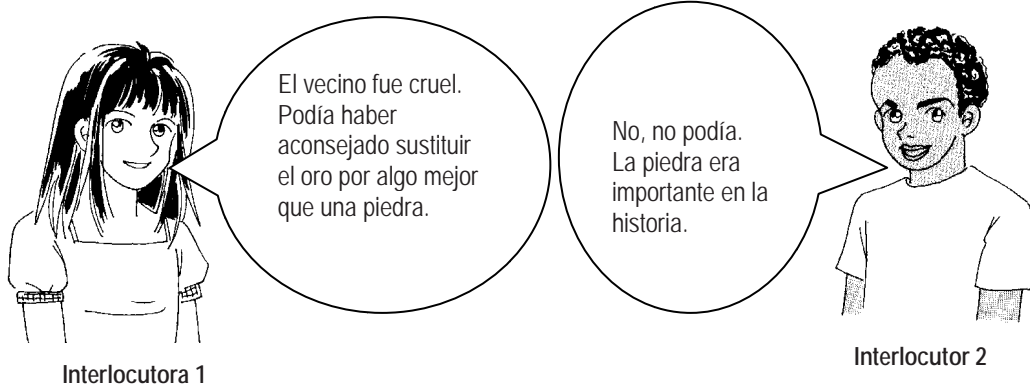 El vecino fue cruel.
Podía haber
aconsejado sustituir
el oro por algo mejor
que una piedra.
No, no podía.
La piedra era
importante en la
historia.
Interlocutora 1
Interlocutor 2